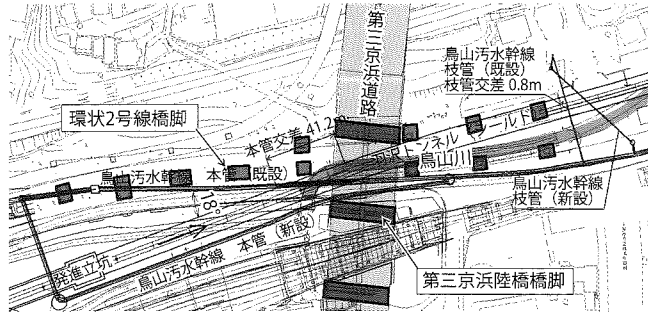 第三京浜道路
鳥山汚水幹線
枝管（既設）
枝管交差 0.8m
環状2号線橋脚
本管交差 41.2m
トンネル
シールド
鳥山川
鳥山汚水幹線 本管（既設）
18°
鳥山汚水幹線
枝管（新設）
発進立坑
鳥山汚水幹線 本管（新設）
第三京浜陸橋橋脚